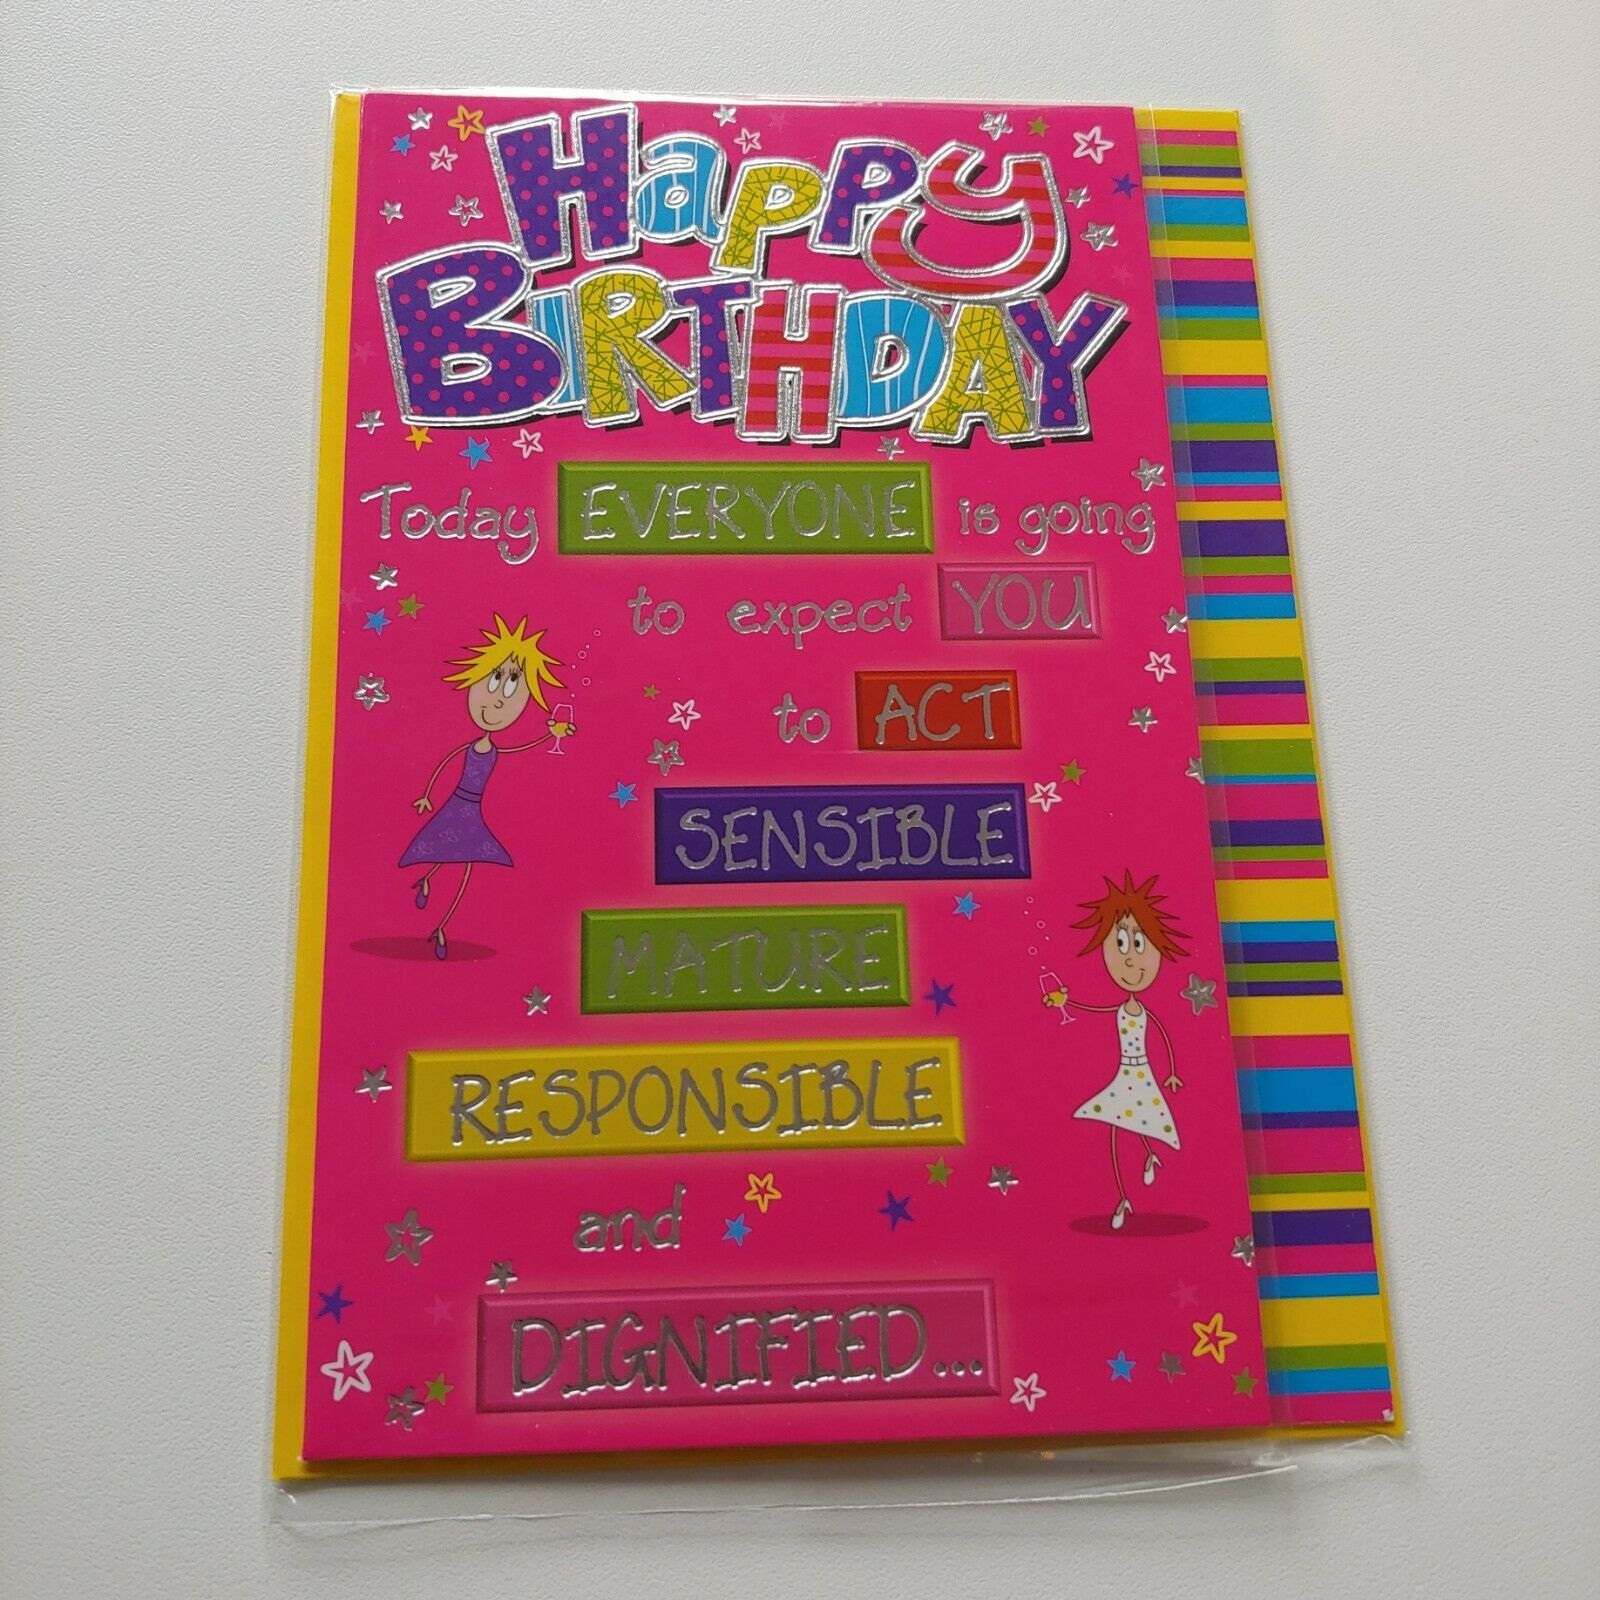 Happy
BIRTHDAY
Today EVERYONE is going
to expect YOU
to ACT
SENSIBLE
MATURE
RESPONSIBLE
and
DIGNIFIED...